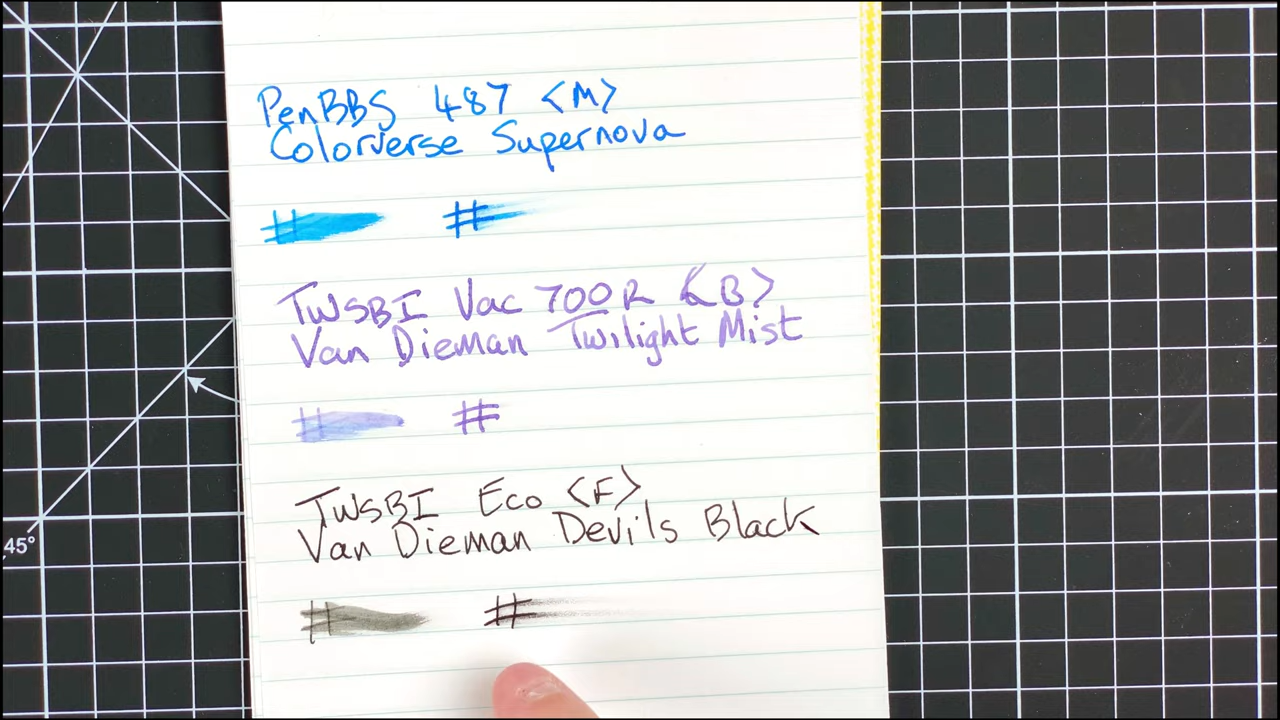 PenBBS 487 <M>
Colorverse Supernova
# #
TWSBI Vac 700R <B>
Van Dieman Twilight Mist
# #
TWSBI Eco <F>
Van Dieman Devils Black
# #
45°